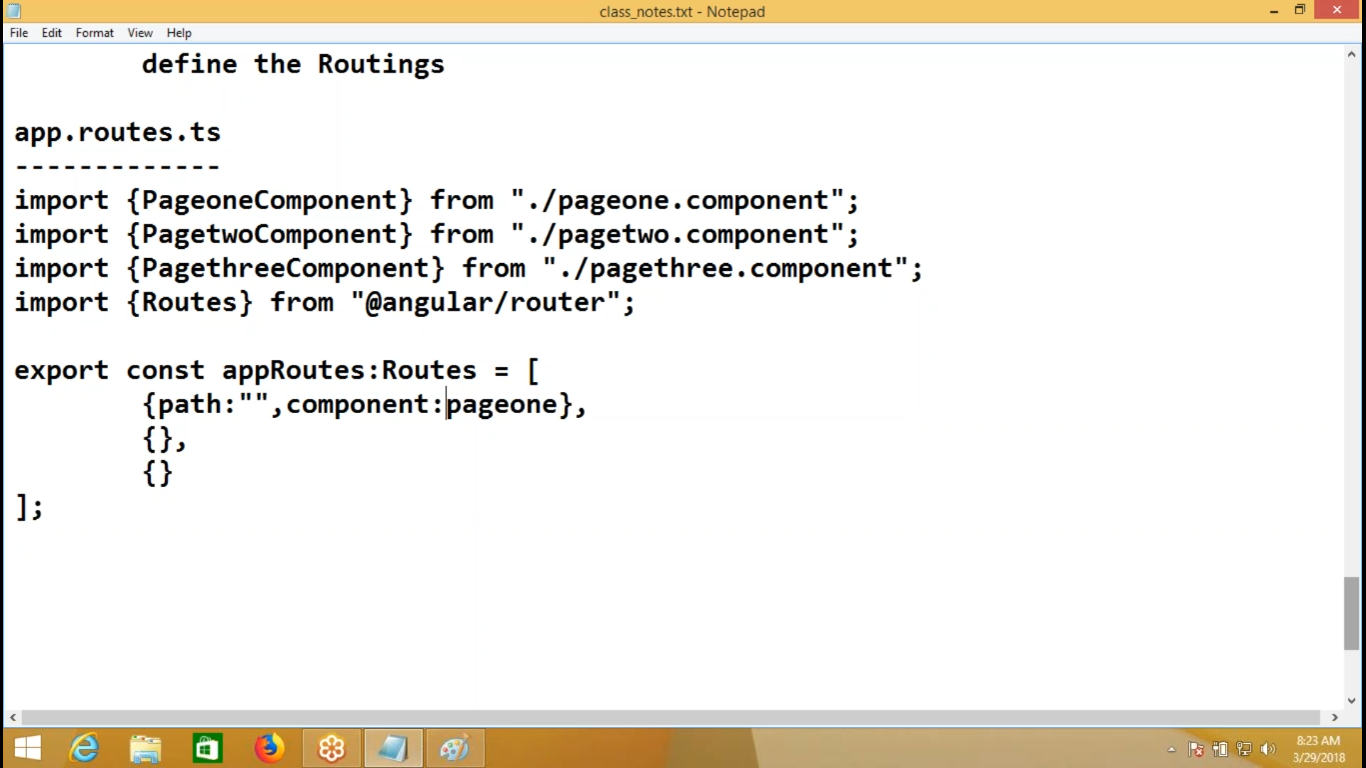 class_notes.txt - Notepad
File Edit Format View Help
define the Routings
app.routes.ts
-------------
import {PageoneComponent} from "./pageone.component";
import {PagetwoComponent} from "./pagetwo.component";
import {PagethreeComponent} from "./pagethree.component";
import {Routes} from "@angular/router";
export const appRoutes:Routes = [
{path:"",component:pageone},
{},
{}
];
8:23 AM
3/29/2018